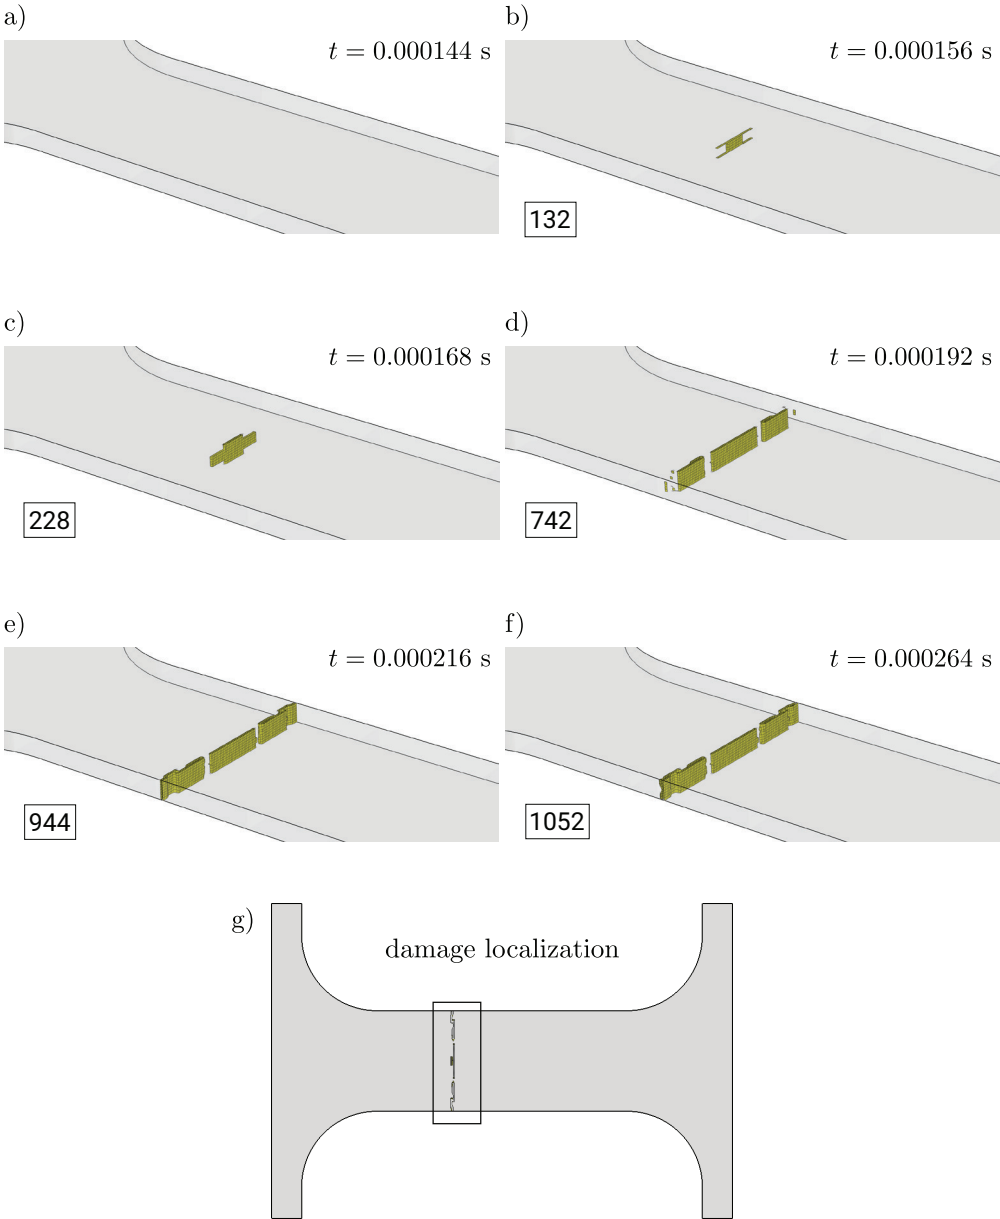 a)
t = 0.000144 s
b)
t = 0.000156 s
132
c)
t = 0.000168 s
228
d)
t = 0.000192 s
742
e)
t = 0.000216 s
944
f)
t = 0.000264 s
1052
g)
damage localization